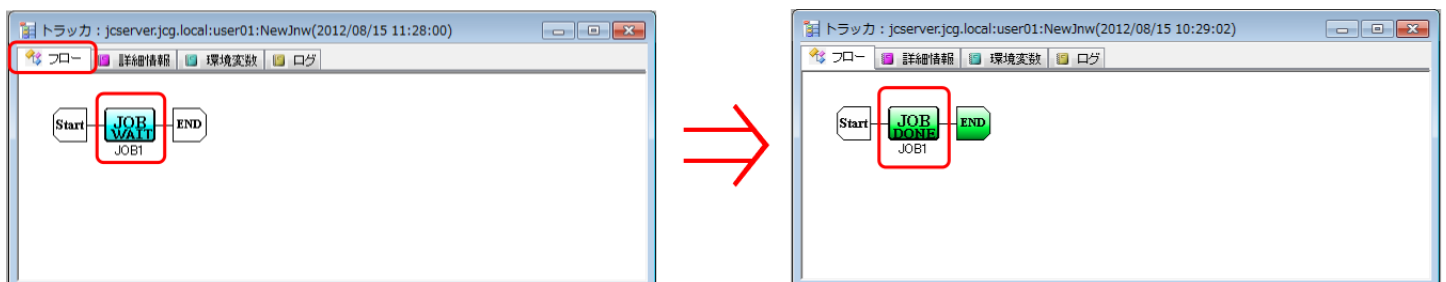 トラッカ : jcserver.jcg.local:user01:NewJnw(2012/08/15 11:28:00)
フロー 詳細情報 環境変数 ログ
Start JOB WAIT END
JOB1
トラッカ : jcserver.jcg.local:user01:NewJnw(2012/08/15 10:29:02)
フロー 詳細情報 環境変数 ログ
Start JOB DONE END
JOB1